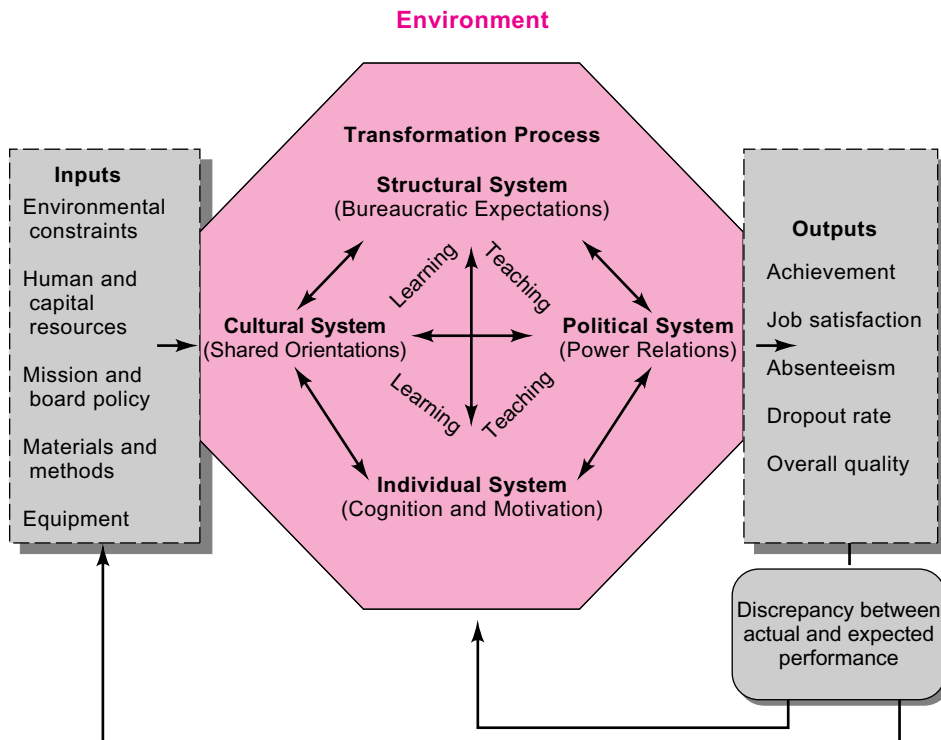 Environment
Transformation Process
Inputs
Environmental
constraints
Human and
capital
resources
Mission and
board policy
Materials and
methods
Equipment
Structural System
(Bureaucratic Expectations)
Learning
Teaching
Cultural System
(Shared Orientations)
Political System
(Power Relations)
Learning
Teaching
Individual System
(Cognition and Motivation)
Outputs
Achievement
Job satisfaction
Absenteeism
Dropout rate
Overall quality
Discrepancy between
actual and expected
performance